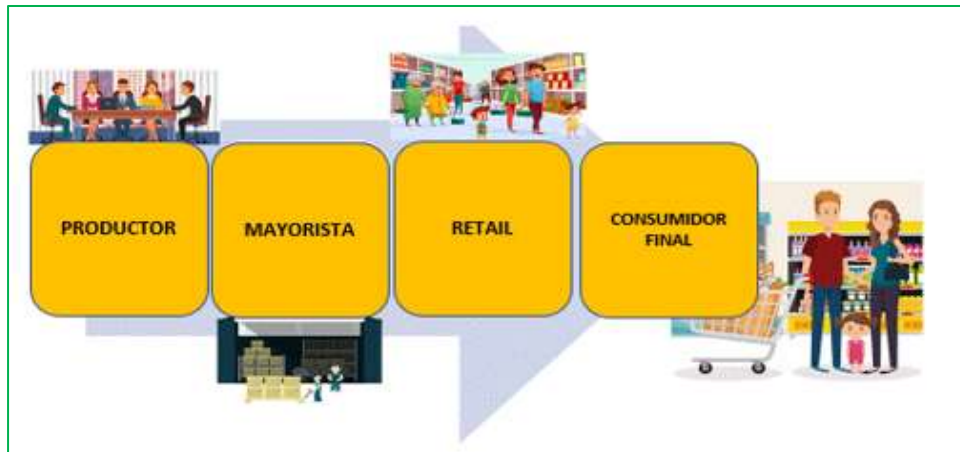 PRODUCTOR
MAYORISTA
RETAIL
CONSUMIDOR
FINAL